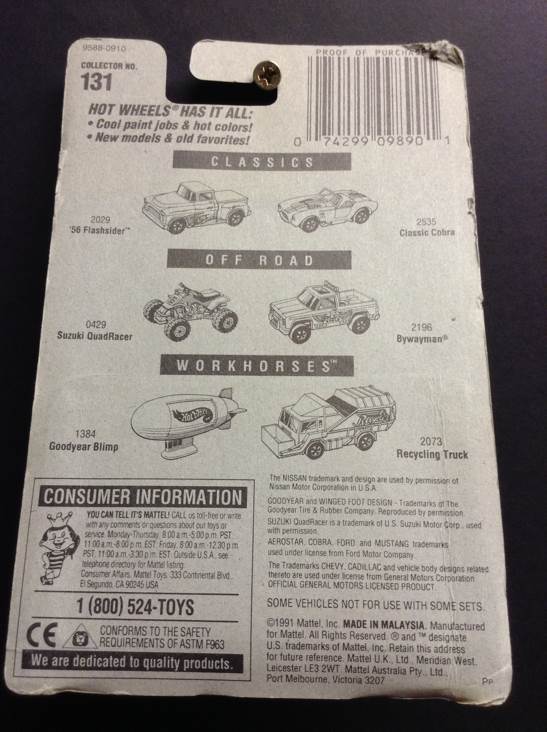 9588-0910
COLLECTOR NO.
131
PROOF OF PURCHASE
HOT WHEELS® HAS IT ALL:
• Cool paint jobs & hot colors!
• New models & old favorites!
0 74299 09890 1
CLASSICS
2029
'56 Flashsider™
2535
Classic Cobra
OFF ROAD
0429
Suzuki QuadRacer
2196
Bywayman®
WORKHORSES™
Hot Wheels
1384
Goodyear Blimp
2073
Recycling Truck
CONSUMER INFORMATION
YOU CAN TELL IT'S MATTEL! CALL us toll-free or write
with any comments or questions about our toys or
service. Monday-Thursday: 8:00 a.m.-5:00 p.m. PST,
11:00 a.m.-8:00 p.m. EST. Friday: 8:00 a.m.-12:30 p.m.
PST, 11:00 a.m.-3:30 p.m. EST. Outside U.S.A., see
telephone directory for Mattel listing.
Consumer Affairs, Mattel Toys, 333 Continental Blvd.,
El Segundo, CA 90245 USA
1 (800) 524-TOYS
CE
CONFORMS TO THE SAFETY
REQUIREMENTS OF ASTM F963
We are dedicated to quality products.
The NISSAN trademark and design are used by permission of
Nissan Motor Corporation in U.S.A.
GOODYEAR and WINGED FOOT DESIGN - Trademarks of The
Goodyear Tire & Rubber Company. Reproduced by permission.
SUZUKI QuadRacer is a trademark of U.S. Suzuki Motor Corp., used
with permission.
AEROSTAR, COBRA, FORD and MUSTANG trademarks
used under license from Ford Motor Company.
The Trademarks CHEVY, CADILLAC and vehicle body designs related
thereto are used under license from General Motors Corporation
OFFICIAL GENERAL MOTORS LICENSED PRODUCT.
SOME VEHICLES NOT FOR USE WITH SOME SETS.
©1991 Mattel, Inc. MADE IN MALAYSIA. Manufactured
for Mattel. All Rights Reserved. ® and ™ designate
U.S. trademarks of Mattel, Inc. Retain this address
for future reference. Mattel U.K., Ltd., Meridian West,
Leicester LE3 2WT. Mattel Australia Pty., Ltd.,
Port Melbourne, Victoria 3207
Pp